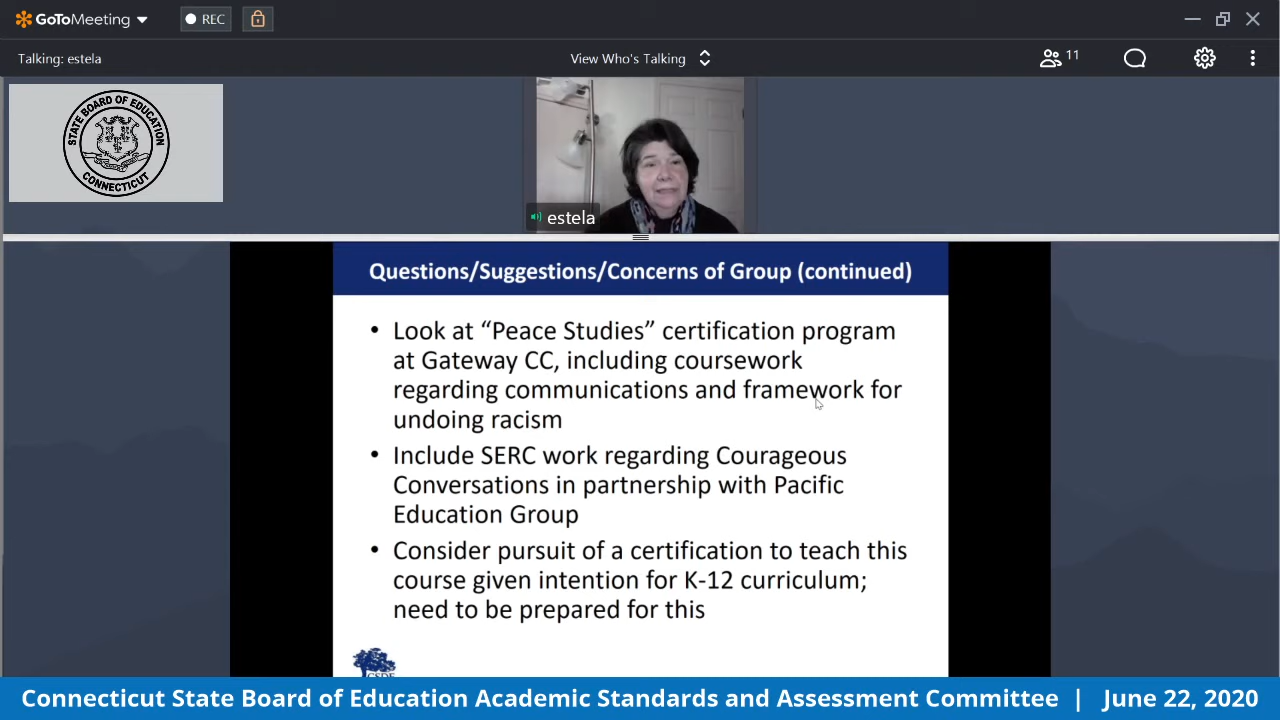 GoToMeeting
REC
Talking: estela
View Who's Talking
11
STATE BOARD OF EDUCATION
CONNECTICUT
estela
Questions/Suggestions/Concerns of Group (continued)
• Look at “Peace Studies” certification program
at Gateway CC, including coursework
regarding communications and framework for
undoing racism
• Include SERC work regarding Courageous
Conversations in partnership with Pacific
Education Group
• Consider pursuit of a certification to teach this
course given intention for K-12 curriculum;
need to be prepared for this
CSDE
Connecticut State Board of Education Academic Standards and Assessment Committee | June 22, 2020